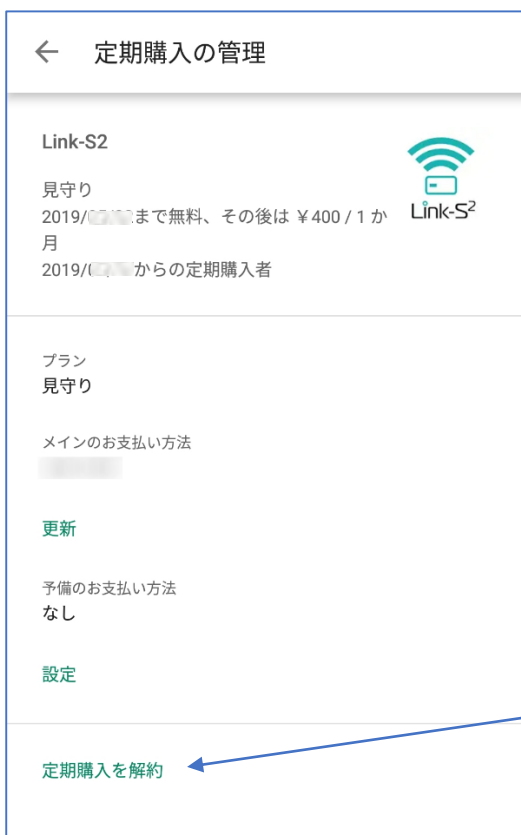 定期購入の管理
Link-S2
見守り
2019/まで無料、その後は ￥400 / 1 か
月
2019/からの定期購入者
Link-S²
プラン
見守り
メインのお支払い方法
更新
予備のお支払い方法
なし
設定
定期購入を解約